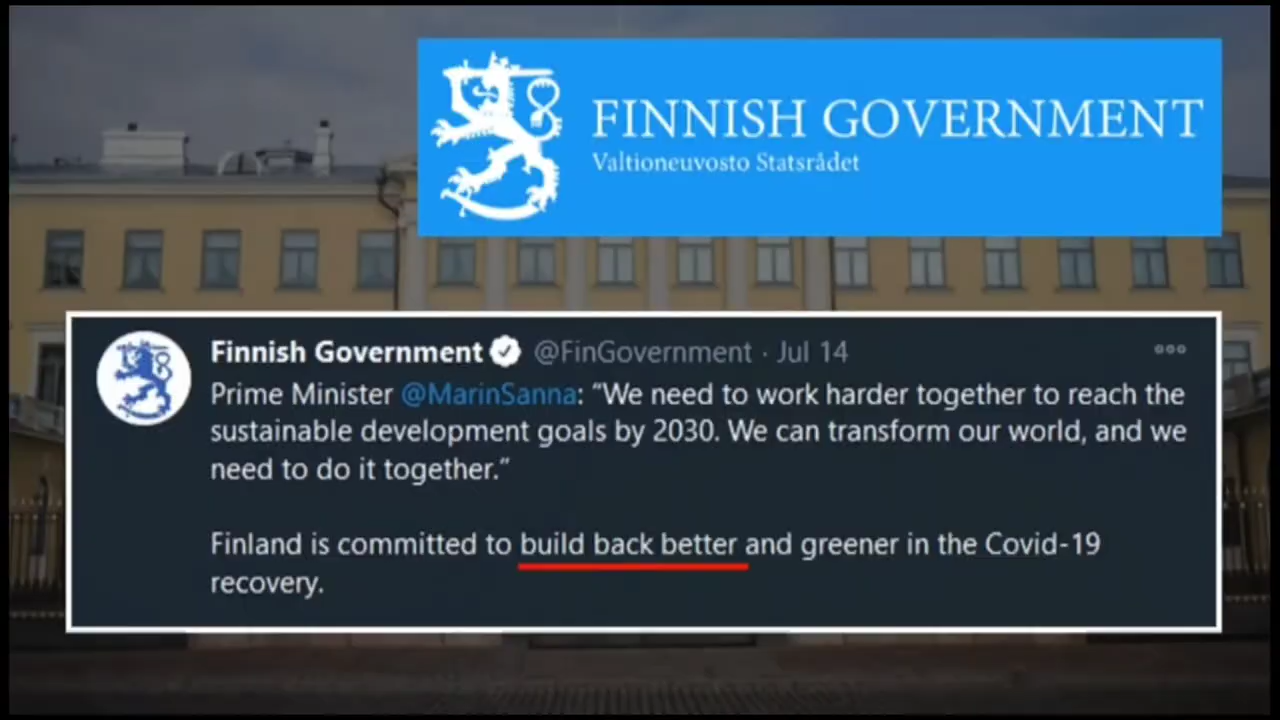 FINNISH GOVERNMENT
Valtioneuvosto Statsrådet
Finnish Government @FinGovernment · Jul 14
Prime Minister @MarinSanna: “We need to work harder together to reach the
sustainable development goals by 2030. We can transform our world, and we
need to do it together.”
Finland is committed to build back better and greener in the Covid-19
recovery.